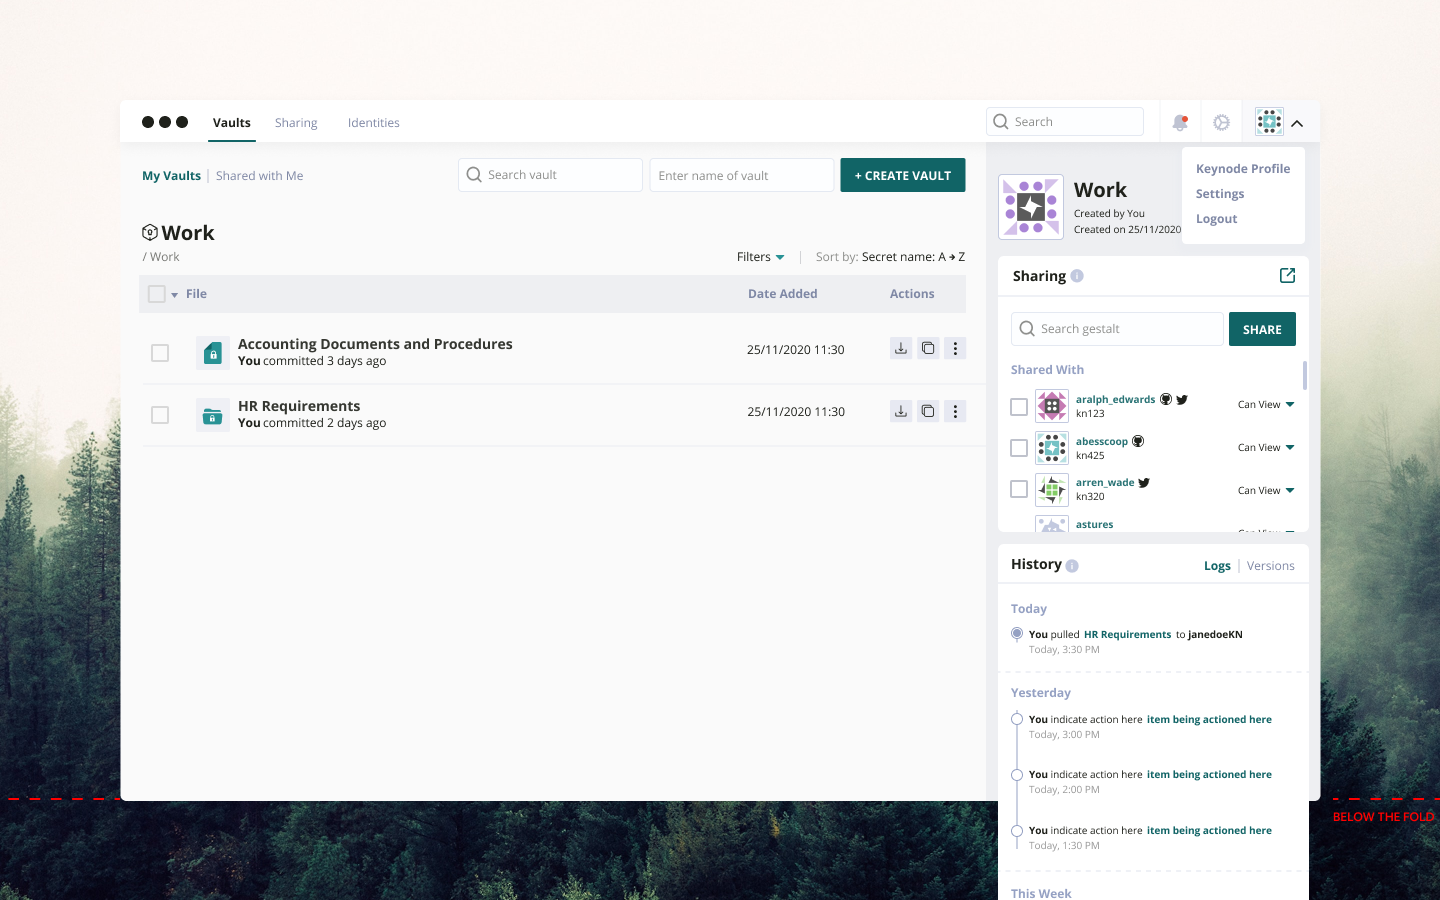 Vaults
Sharing
Identities
Search
My Vaults | Shared with Me
Search vault
Enter name of vault
+ CREATE VAULT
Keynode Profile
Settings
Logout
Work
Created by You
Created on 25/11/2020
Work
/ Work
Filters
Sort by: Secret name: A → Z
File
Date Added
Actions
Accounting Documents and Procedures
You committed 3 days ago
25/11/2020 11:30
HR Requirements
You committed 2 days ago
25/11/2020 11:30
Sharing
Search gestalt
SHARE
Shared With
aralph_edwards
kn123
Can View
abesscoop
kn425
Can View
arren_wade
kn320
Can View
astures
Can View
History
Logs | Versions
Today
You pulled HR Requirements to janedoeKN
Today, 3:30 PM
Yesterday
You indicate action here item being actioned here
Today, 3:00 PM
You indicate action here item being actioned here
Today, 2:00 PM
You indicate action here item being actioned here
Today, 1:30 PM
This Week
BELOW THE FOLD